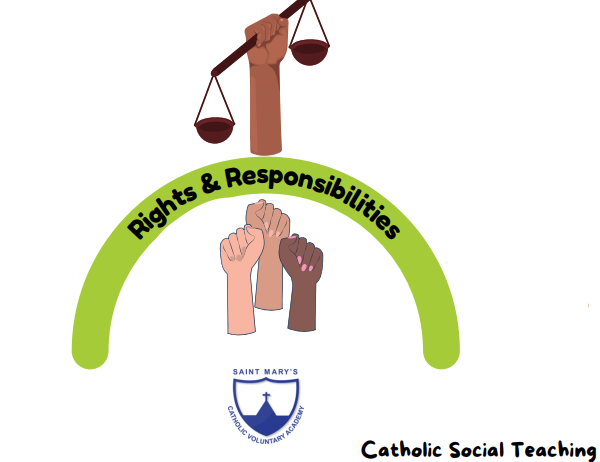 Rights & Responsibilities
SAINT MARY'S
CATHOLIC VOLUNTARY ACADEMY
Catholic Social Teaching